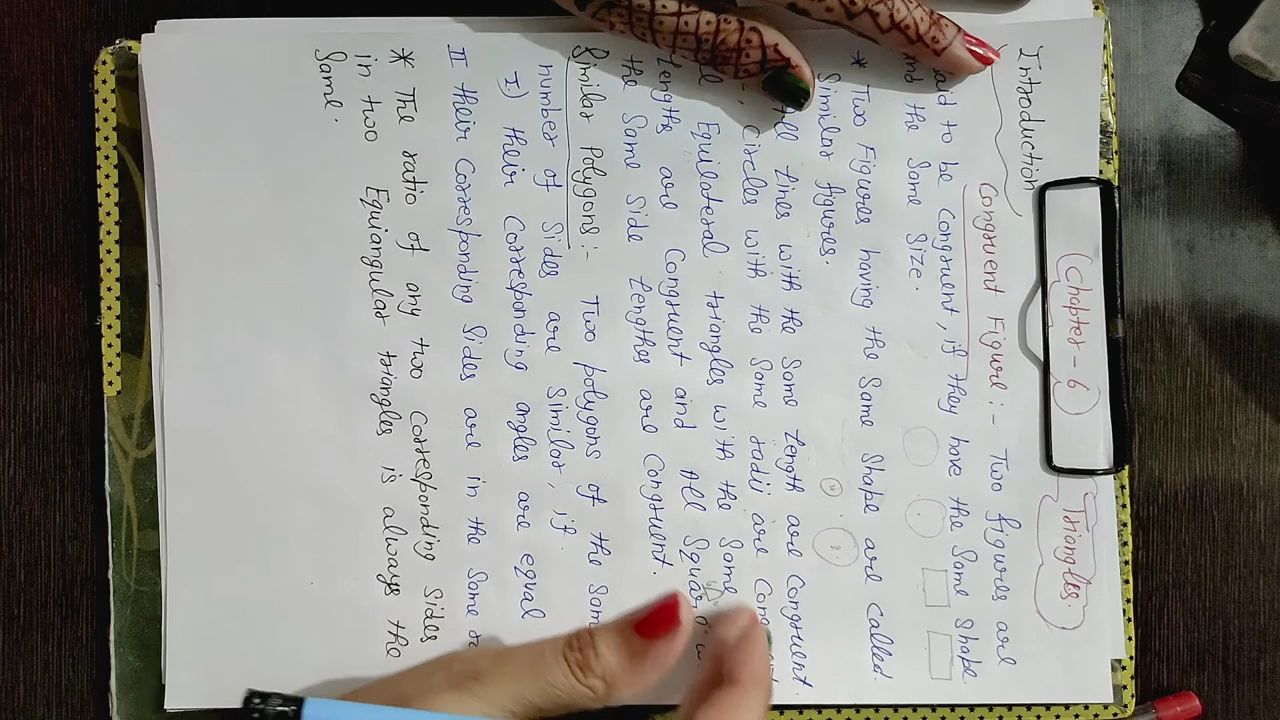 Chapter - 6
Triangles.
Introduction
Congruent Figure :- Two figures are
said to be congruent, if they have the Same Shape
and the Same Size.
* Two Figures having the Same Shape are called
Similar figures.
All lines with the Same length are Congruent.
Circles with the Same radii are
Equilateral triangles with the Same
lengths are Congruent and All
the Same Side lengthes are Congruent.
Similar Polygons :- Two polygons of the
number of Sides are Similar, if.
I) their Corresponding angles are equal
II their Corresponding Sides are in the Same
* The ratio of any two Corresponding Sides
in two Equiangular triangles is always the
Same.